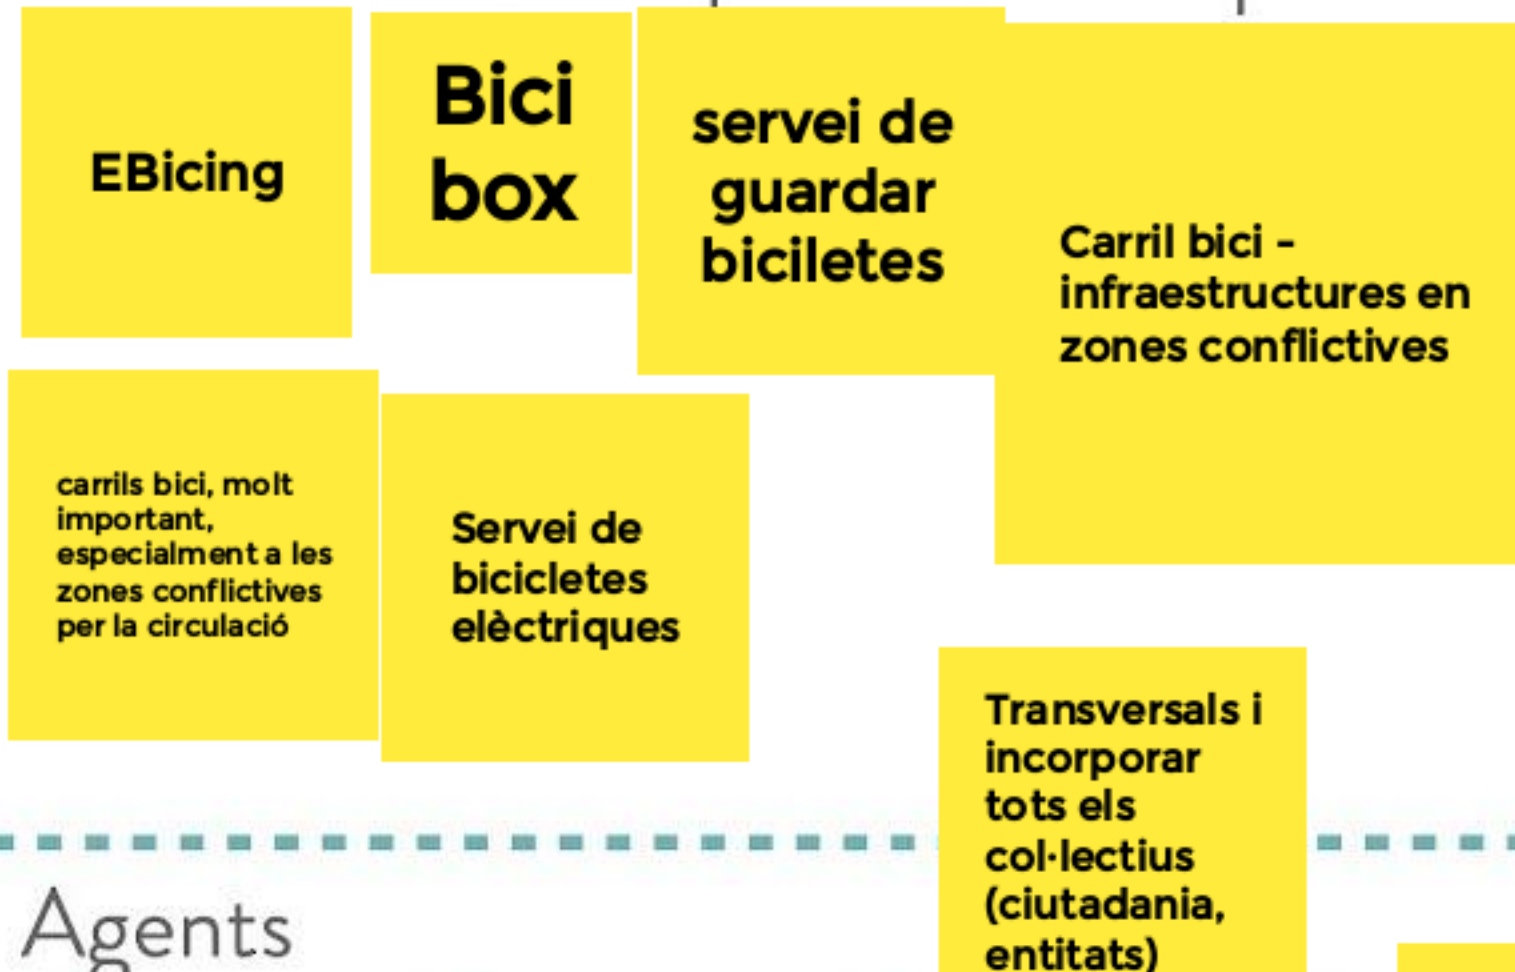 EBicing
Bici
box
servei de
guardar
biciletes
Carril bici -
infraestructures en
zones conflictives
carrils bici, molt
important,
especialment a les
zones conflictives
per la circulació
Servei de
bicicletes
elèctriques
Transversals i
incorporar
tots els
col·lectius
(ciutadania,
entitats)
Agents